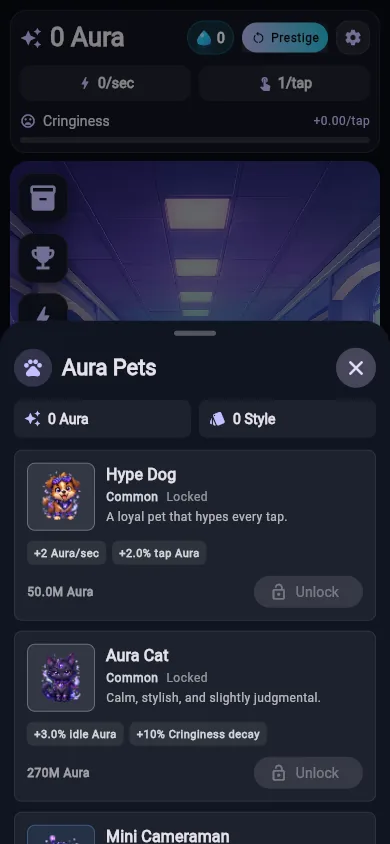 0 Aura
0
Prestige
0/sec
1/tap
Cringiness
+0.00/tap
Aura Pets
0 Aura
0 Style
Hype Dog
Common Locked
A loyal pet that hypes every tap.
+2 Aura/sec
+2.0% tap Aura
50.0M Aura
Unlock
Aura Cat
Common Locked
Calm, stylish, and slightly judgmental.
+3.0% idle Aura
+10% Cringiness decay
270M Aura
Unlock
Mini Cameraman